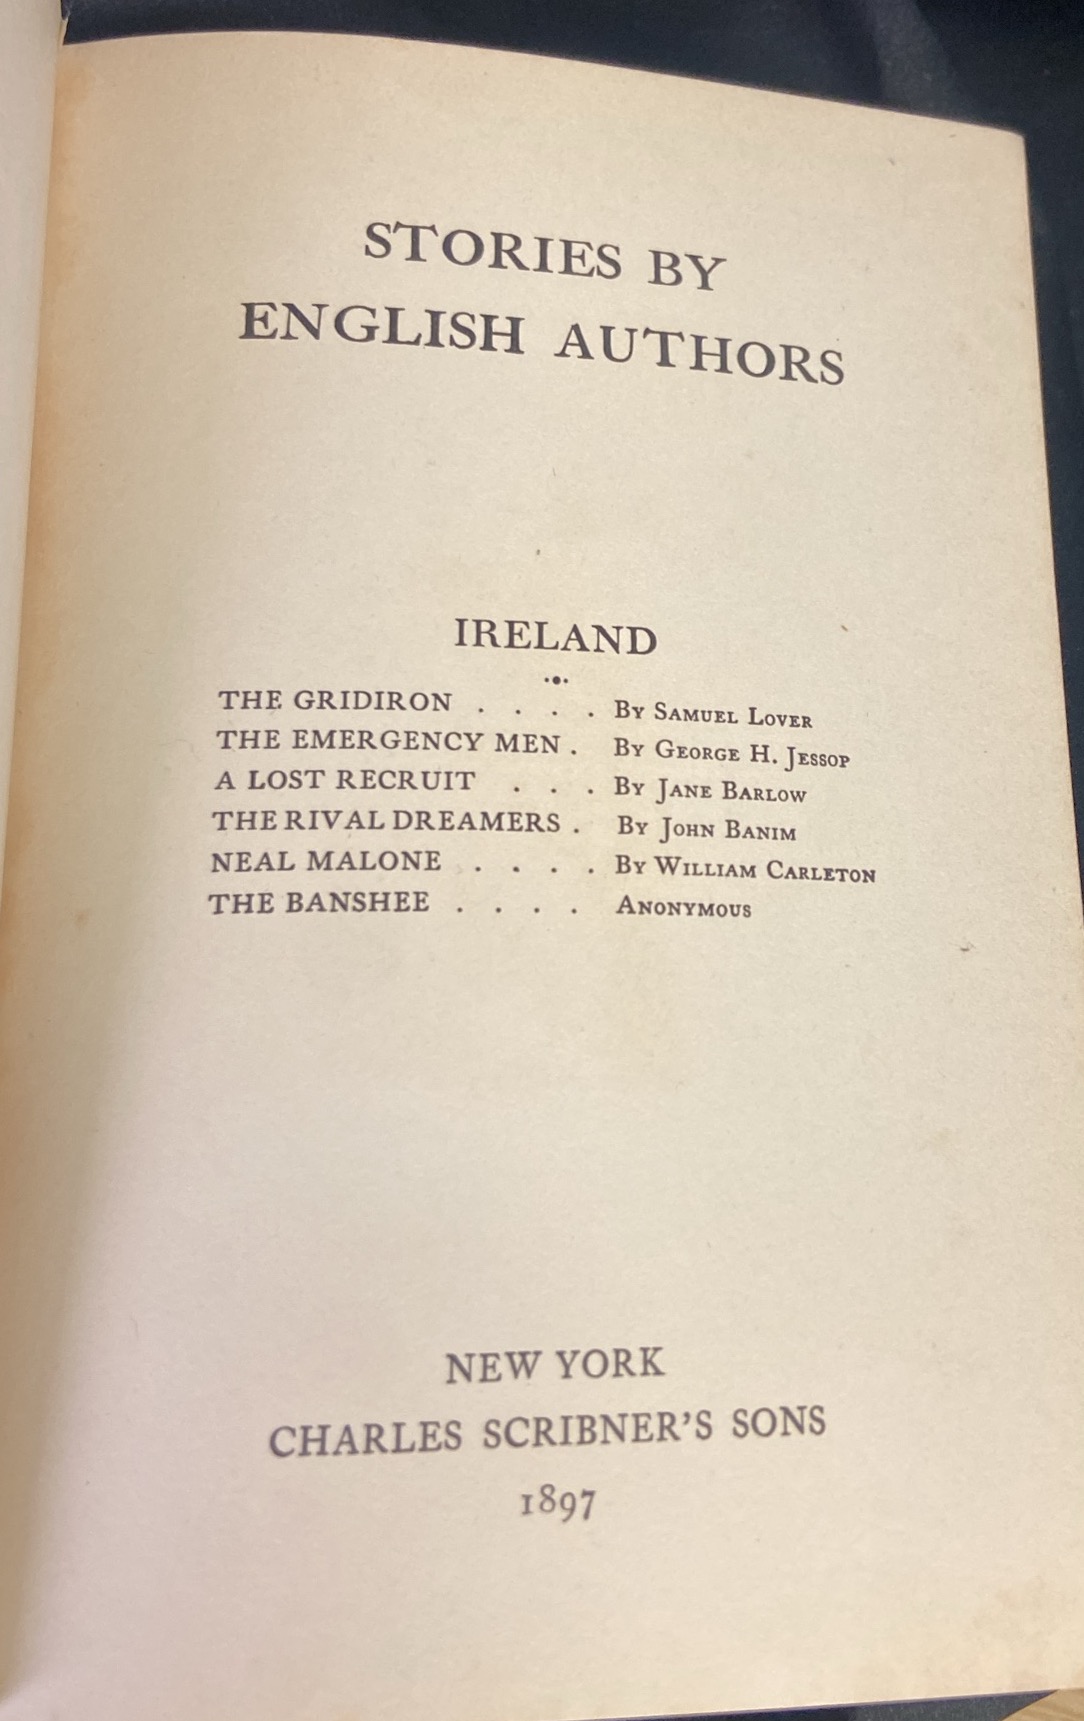 STORIES BY
ENGLISH AUTHORS
IRELAND
THE GRIDIRON . . . . By Samuel Lover
THE EMERGENCY MEN . By George H. Jessop
A LOST RECRUIT . . . By Jane Barlow
THE RIVAL DREAMERS . By John Banim
NEAL MALONE . . . . By William Carleton
THE BANSHEE . . . . Anonymous
NEW YORK
CHARLES SCRIBNER'S SONS
1897